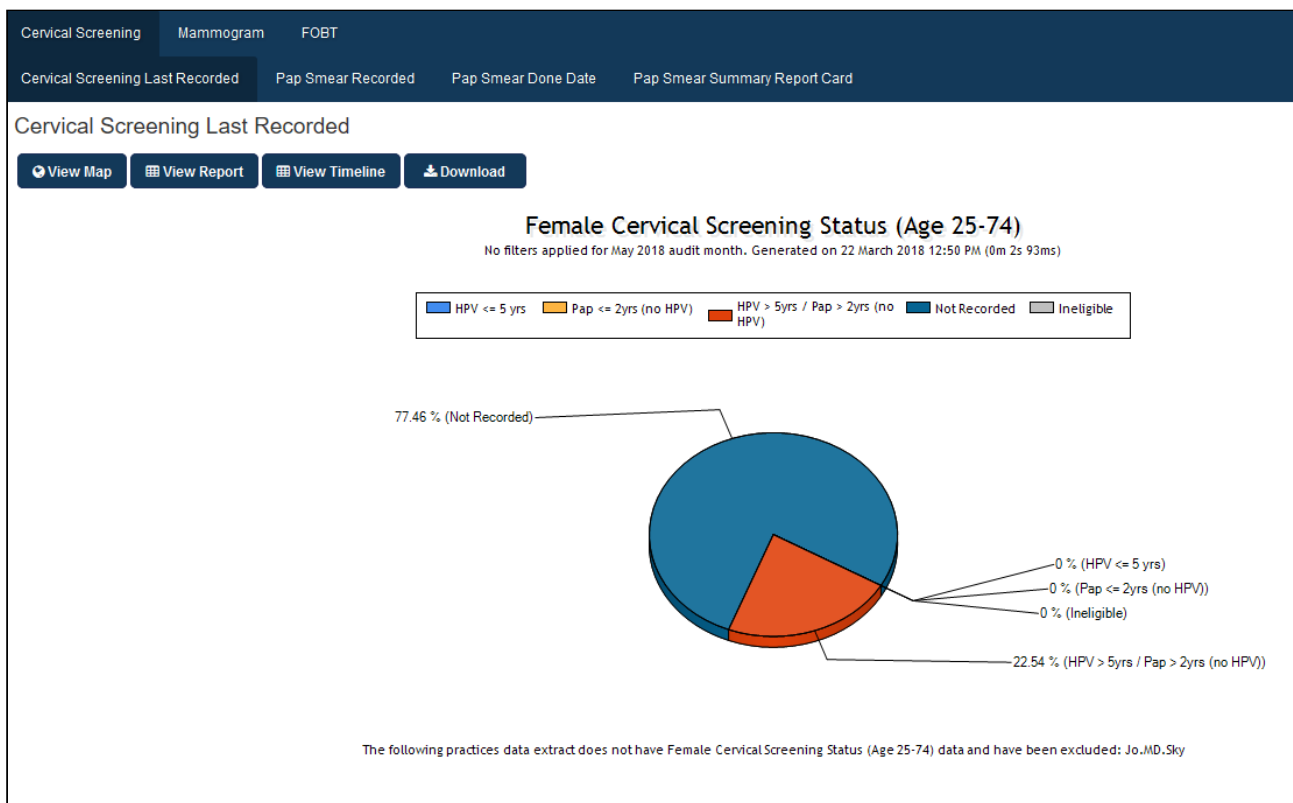 Cervical Screening Mammogram FOBT
Cervical Screening Last Recorded Pap Smear Recorded Pap Smear Done Date Pap Smear Summary Report Card
Cervical Screening Last Recorded
View Map View Report View Timeline Download
Female Cervical Screening Status (Age 25-74)
No filters applied for May 2018 audit month. Generated on 22 March 2018 12:50 PM (0m 2s 93ms)
HPV <= 5 yrs Pap <= 2yrs (no HPV) HPV > 5yrs / Pap > 2yrs (no Not Recorded Ineligible
HPV)
77.46 % (Not Recorded)
0 % (HPV <= 5 yrs)
0 % (Pap <= 2yrs (no HPV))
0 % (Ineligible)
22.54 % (HPV > 5yrs / Pap > 2yrs (no HPV))
The following practices data extract does not have Female Cervical Screening Status (Age 25-74) data and have been excluded: Jo.MD.Sky